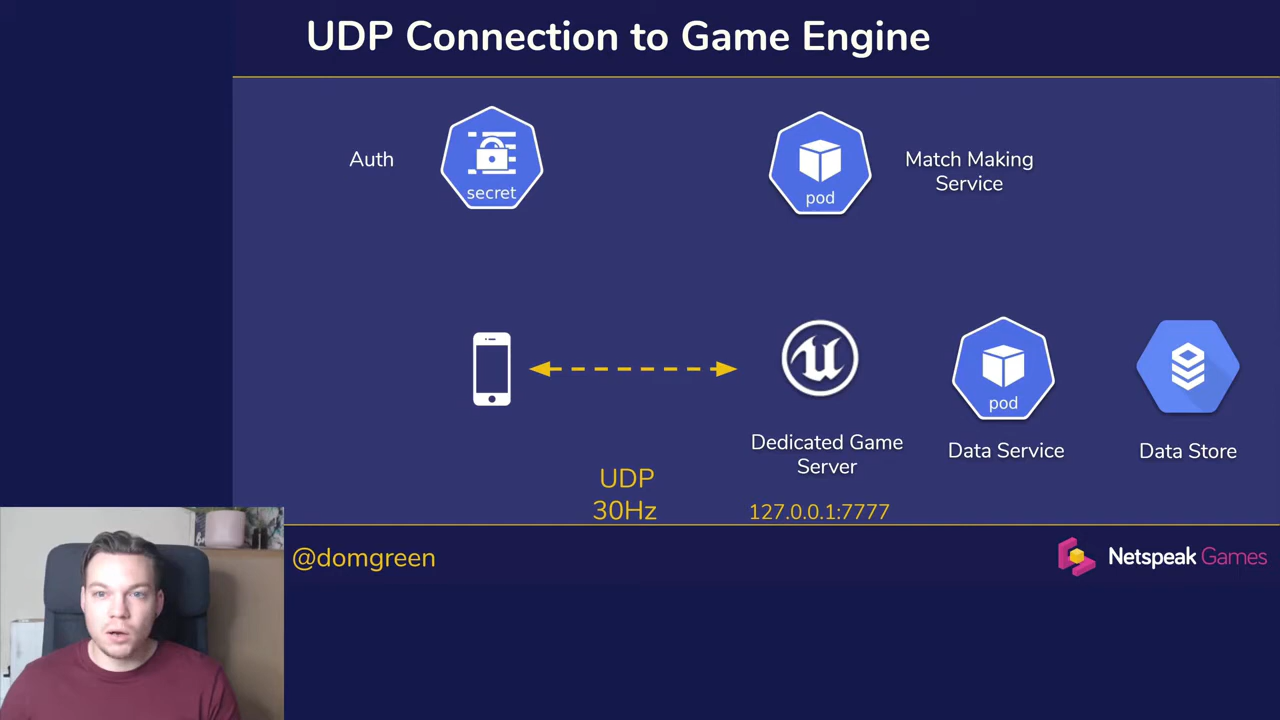 UDP Connection to Game Engine
Auth
secret
pod
Match Making
Service
pod
Dedicated Game
Server
Data Service
Data Store
UDP
30Hz
127.0.0.1:7777
@domgreen
Netspeak Games